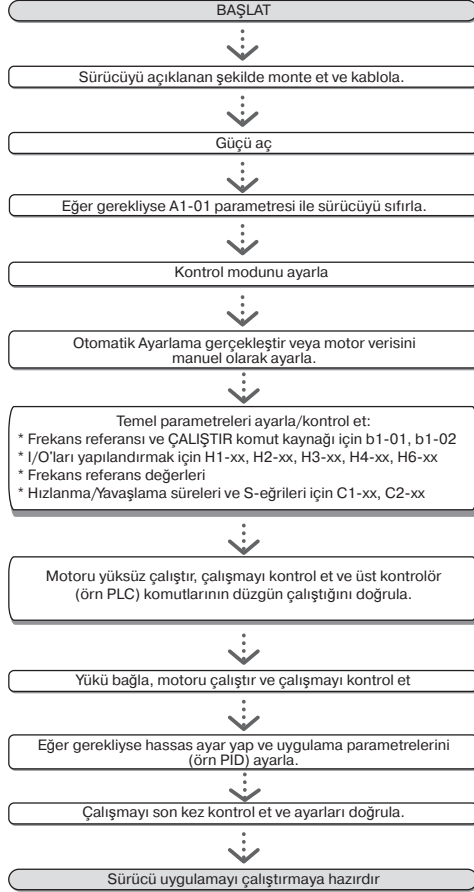 BAŞLAT
Sürücüyü açıklanan şekilde monte et ve kablola.
Güçü aç
Eğer gerekliyse A1-01 parametresi ile sürücüyü sıfırla.
Kontrol modunu ayarla
Otomatik Ayarlama gerçekleştir veya motor verisini
manuel olarak ayarla.
Temel parametreleri ayarla/kontrol et:
* Frekans referansı ve ÇALIŞTIR komut kaynağı için b1-01, b1-02
* I/O'ları yapılandırmak için H1-xx, H2-xx, H3-xx, H4-xx, H6-xx
* Frekans referans değerleri
* Hızlanma/Yavaşlama süreleri ve S-eğrileri için C1-xx, C2-xx
Motoru yüksüz çalıştır, çalışmayı kontrol et ve üst kontrolör
(örn PLC) komutlarının düzgün çalıştığını doğrula.
Yükü bağla, motoru çalıştır ve çalışmayı kontrol et
Eğer gerekliyse hassas ayar yap ve uygulama parametrelerini
(örn PID) ayarla.
Çalışmayı son kez kontrol et ve ayarları doğrula.
Sürücü uygulamayı çalıştırmaya hazırdır